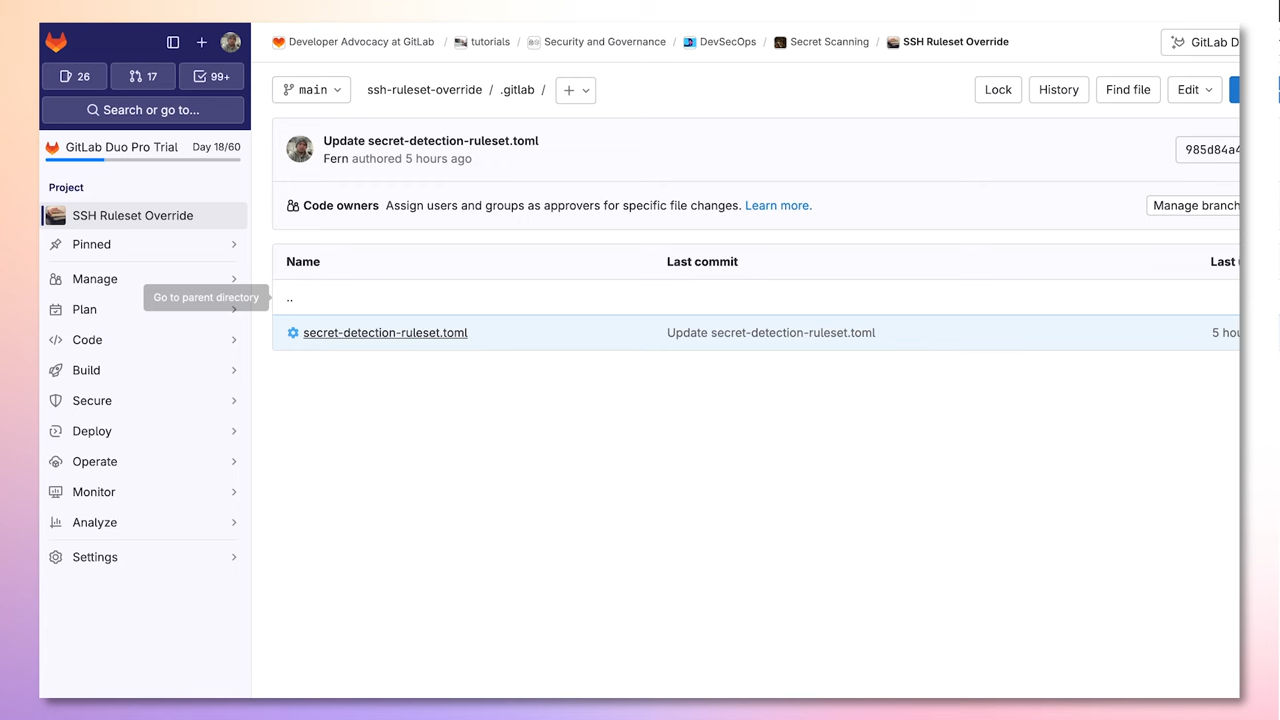 Developer Advocacy at GitLab / tutorials / Security and Governance / DevSecOps / Secret Scanning / SSH Ruleset Override
GitLab D
26 17 99+
Search or go to...
GitLab Duo Pro Trial Day 18/60
Project
SSH Ruleset Override
Pinned
Manage
Plan
Code
Build
Secure
Deploy
Operate
Monitor
Analyze
Settings
Go to parent directory
main ssh-ruleset-override / .gitlab / +
Lock History Find file Edit
Update secret-detection-ruleset.toml
Fern authored 5 hours ago
985d84a4
Code owners Assign users and groups as approvers for specific file changes. Learn more.
Manage branch
Name Last commit Last
..
secret-detection-ruleset.toml Update secret-detection-ruleset.toml 5 hou